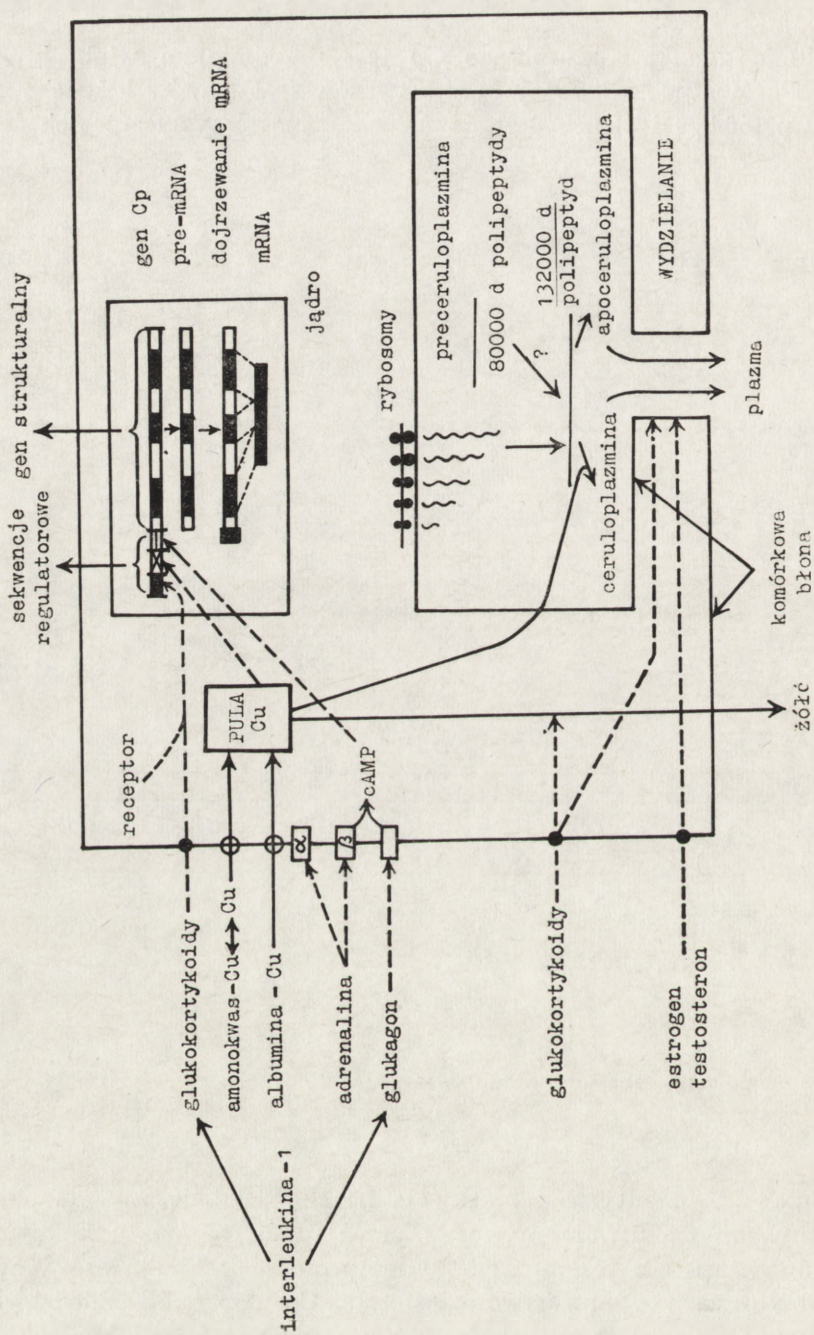 interleukina-1
glukokortykoidy
amonokwas-Cu
Cu
albumina-Cu
adrenalina
glukagon
glukokortykoidy
estrogen
testosteron
receptor
PULA
Cu
α
β
cAMP
sekwencje
regulatorowe
gen strukturalny
gen Cp
pre-mRNA
dojrzewanie mRNA
mRNA
jądro
rybosomy
preceruloplazmina
80000 d polipeptydy
?
132000 d
polipeptyd
ceruloplazmina
apoceruloplazmina
WYDZIELANIE
żółć
komórkowa
błona
plazma